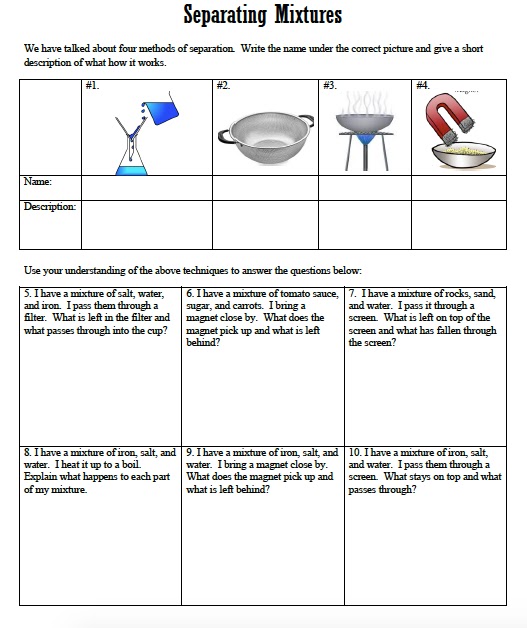 Separating Mixtures
We have talked about four methods of separation. Write the name under the correct picture and give a short
description of what how it works.
#1. #2. #3. #4.
Name:
Description:
Use your understanding of the above techniques to answer the questions below:
5. I have a mixture of salt, water,
and iron. I pass them through a
filter. What is left in the filter and
what passes through into the cup?
6. I have a mixture of tomato sauce,
sugar, and carrots. I bring a
magnet close by. What does the
magnet pick up and what is left
behind?
7. I have a mixture of rocks, sand,
and water. I pass it through a
screen. What is left on top of the
screen and what has fallen through
the screen?
8. I have a mixture of iron, salt, and
water. I heat it up to a boil.
Explain what happens to each part
of my mixture.
9. I have a mixture of iron, salt, and
water. I bring a magnet close by.
What does the magnet pick up and
what is left behind?
10. I have a mixture of iron, salt,
and water. I pass them through a
screen. What stays on top and what
passes through?